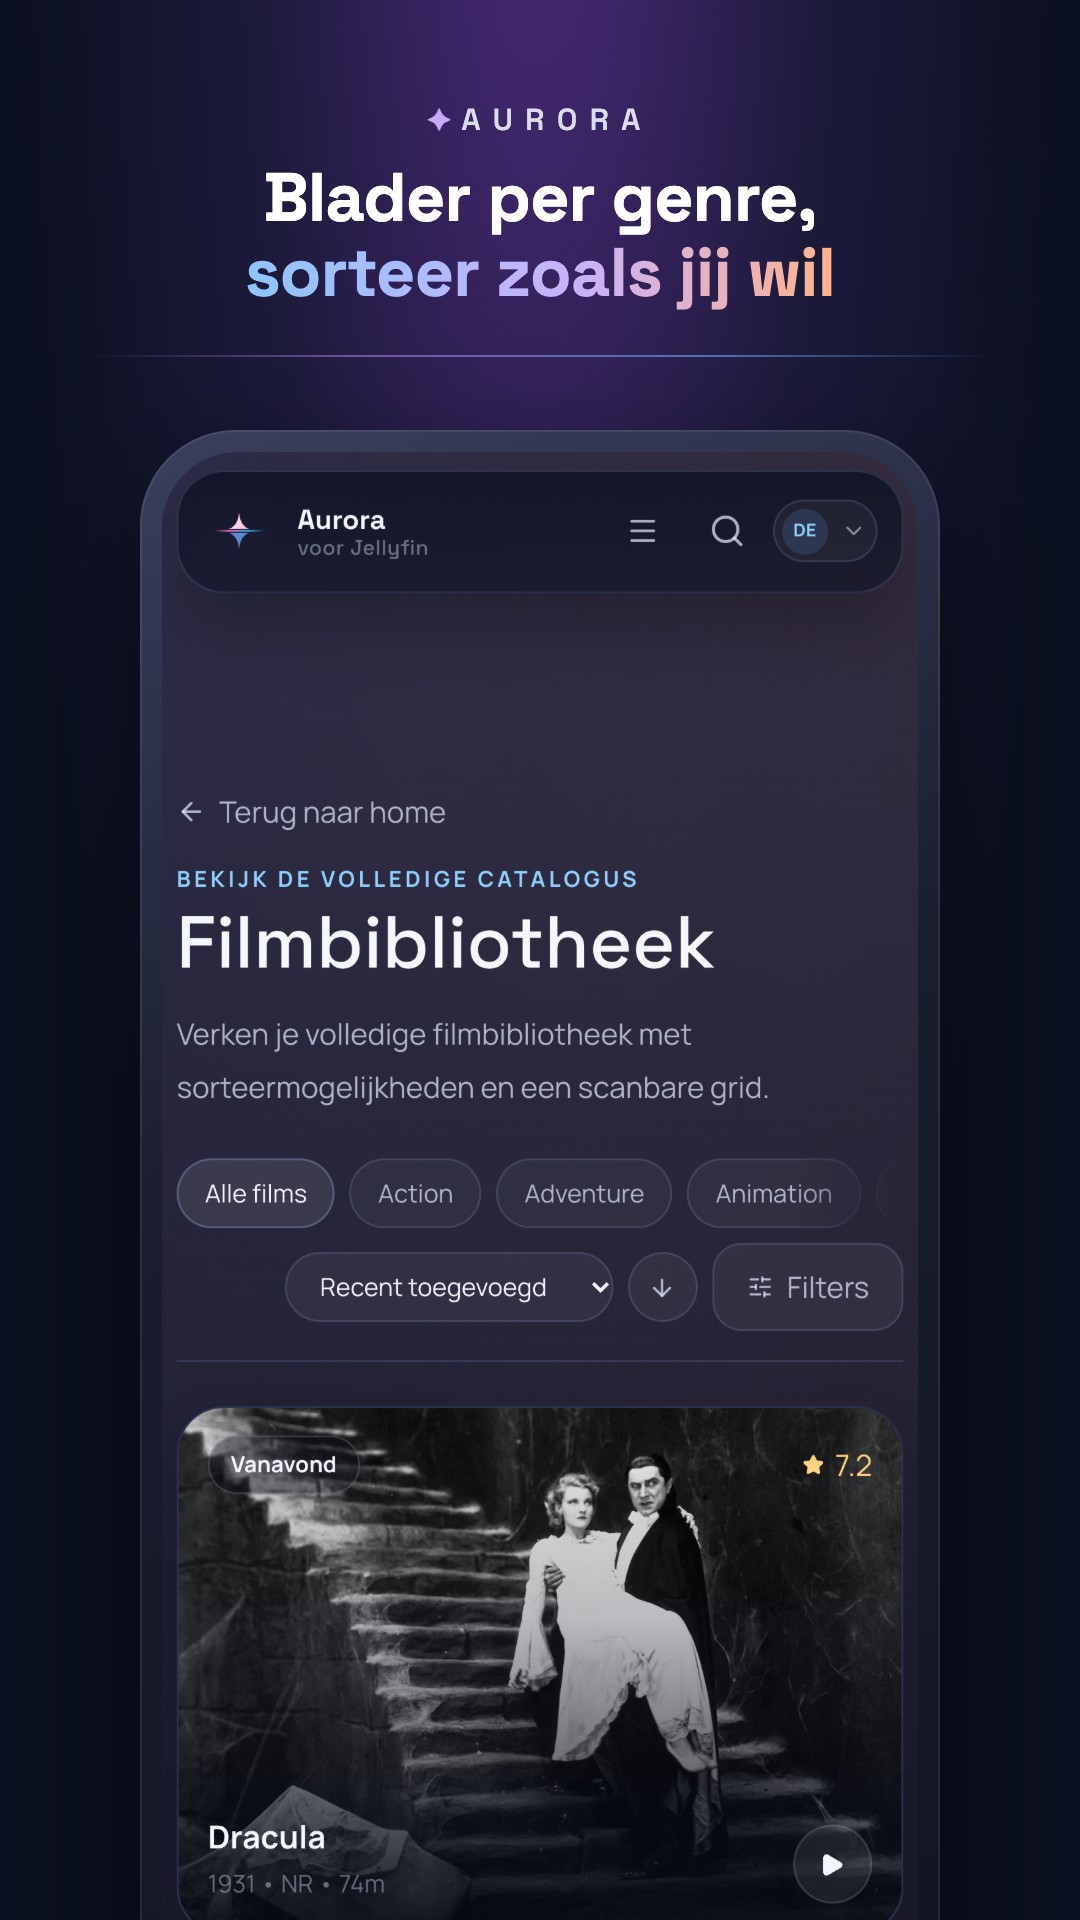 AURORA
Blader per genre,
sorteer zoals jij wil
Aurora
voor Jellyfin
DE
Terug naar home
BEKIJK DE VOLLEDIGE CATALOGUS
Filmbibliotheek
Verken je volledige filmbibliotheek met
sorteermogelijkheden en een scanbare grid.
Alle films
Action
Adventure
Animation
Recent toegevoegd
Filters
Vanavond
7.2
Dracula
1931 • NR • 74m